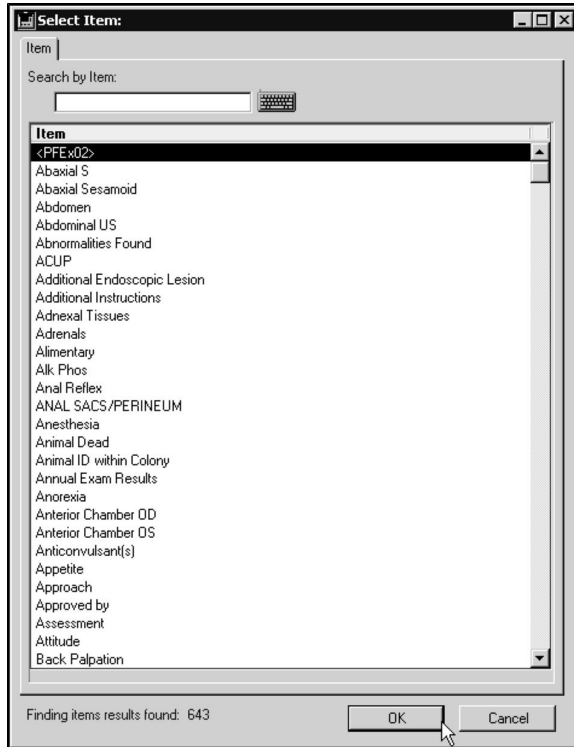 Select Item:
Item
Search by Item:
Item
<PFEx02>
Abaxial S
Abaxial Sesamoid
Abdomen
Abdominal US
Abnormalities Found
ACUP
Additional Endoscopic Lesion
Additional Instructions
Adnexal Tissues
Adrenals
Alimentary
Alk Phos
Anal Reflex
ANAL SACS/PERINEUM
Anesthesia
Animal Dead
Animal ID within Colony
Annual Exam Results
Anorexia
Anterior Chamber OD
Anterior Chamber OS
Anticonvulsant(s)
Appetite
Approach
Approved by
Assessment
Attitude
Back Palpation
Finding items results found: 643
OK
Cancel